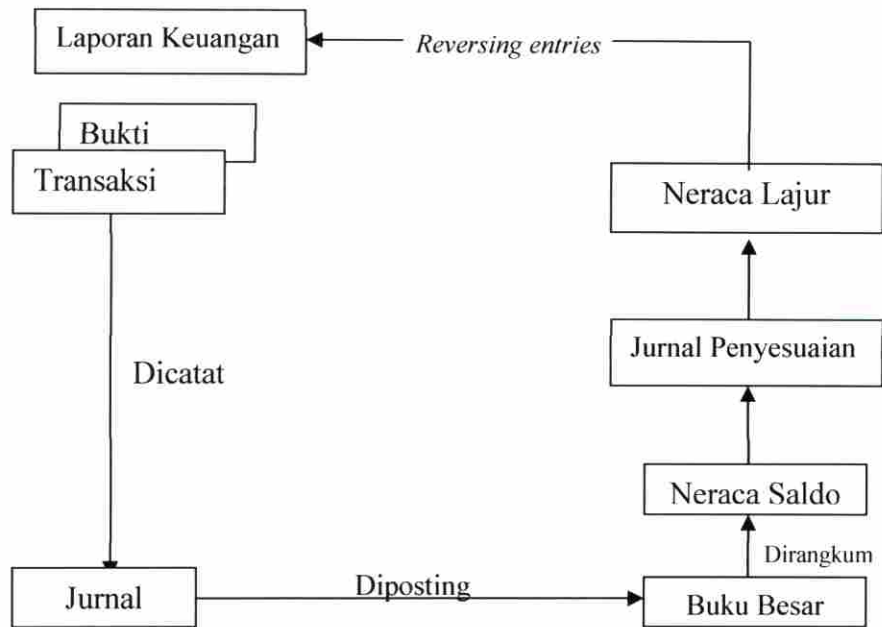 Laporan Keuangan
Reversing entries
Bukti
Transaksi
Neraca Lajur
Jurnal Penyesuaian
Dicatat
Neraca Saldo
Dirangkum
Jurnal
Diposting
Buku Besar